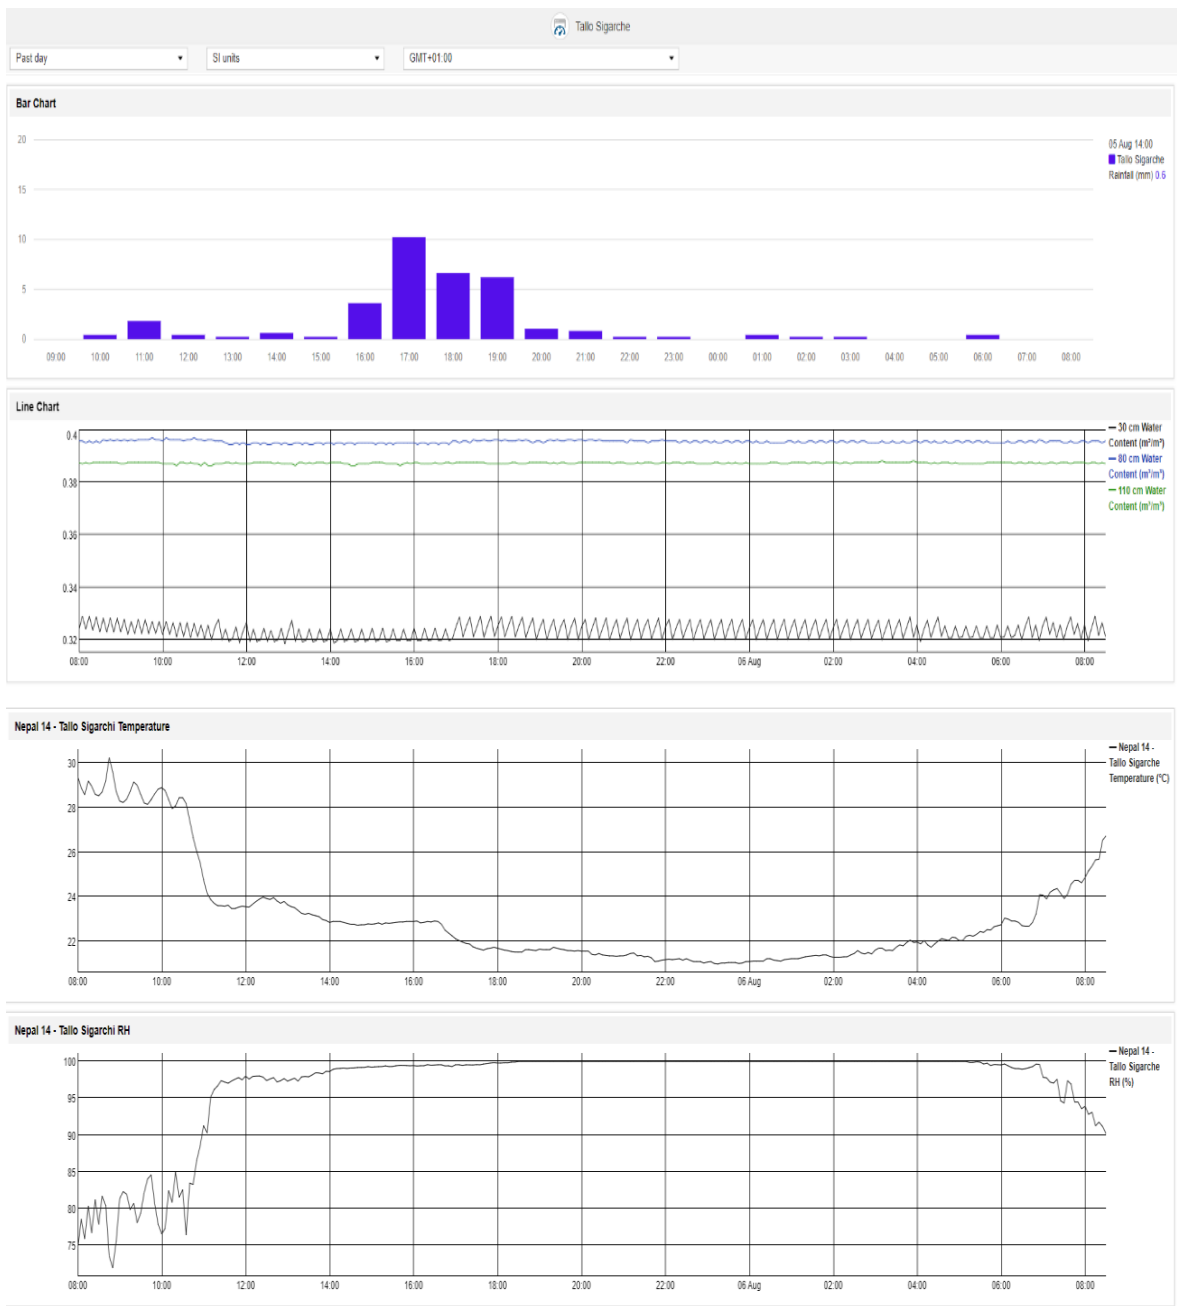 Tallo Sigarche
Past day
SI units
GMT+01:00
Bar Chart
20
15
10
5
0
09:00 10:00 11:00 12:00 13:00 14:00 15:00 16:00 17:00 18:00 19:00 20:00 21:00 22:00 23:00 00:00 01:00 02:00 03:00 04:00 05:00 06:00 07:00 08:00
05 Aug 14:00
Tallo Sigarche
Rainfall (mm) 0.6
Line Chart
0.4
0.38
0.36
0.34
0.32
08:00 10:00 12:00 14:00 16:00 18:00 20:00 22:00 06 Aug 02:00 04:00 06:00 08:00
30 cm Water
Content (m³/m³)
80 cm Water
Content (m³/m³)
110 cm Water
Content (m³/m³)
Nepal 14 - Tallo Sigarchi Temperature
30
28
26
24
22
08:00 10:00 12:00 14:00 16:00 18:00 20:00 22:00 06 Aug 02:00 04:00 06:00 08:00
Nepal 14 -
Tallo Sigarche
Temperature (°C)
Nepal 14 - Tallo Sigarchi RH
100
95
90
85
80
75
08:00 10:00 12:00 14:00 16:00 18:00 20:00 22:00 06 Aug 02:00 04:00 06:00 08:00
Nepal 14 -
Tallo Sigarche
RH (%)